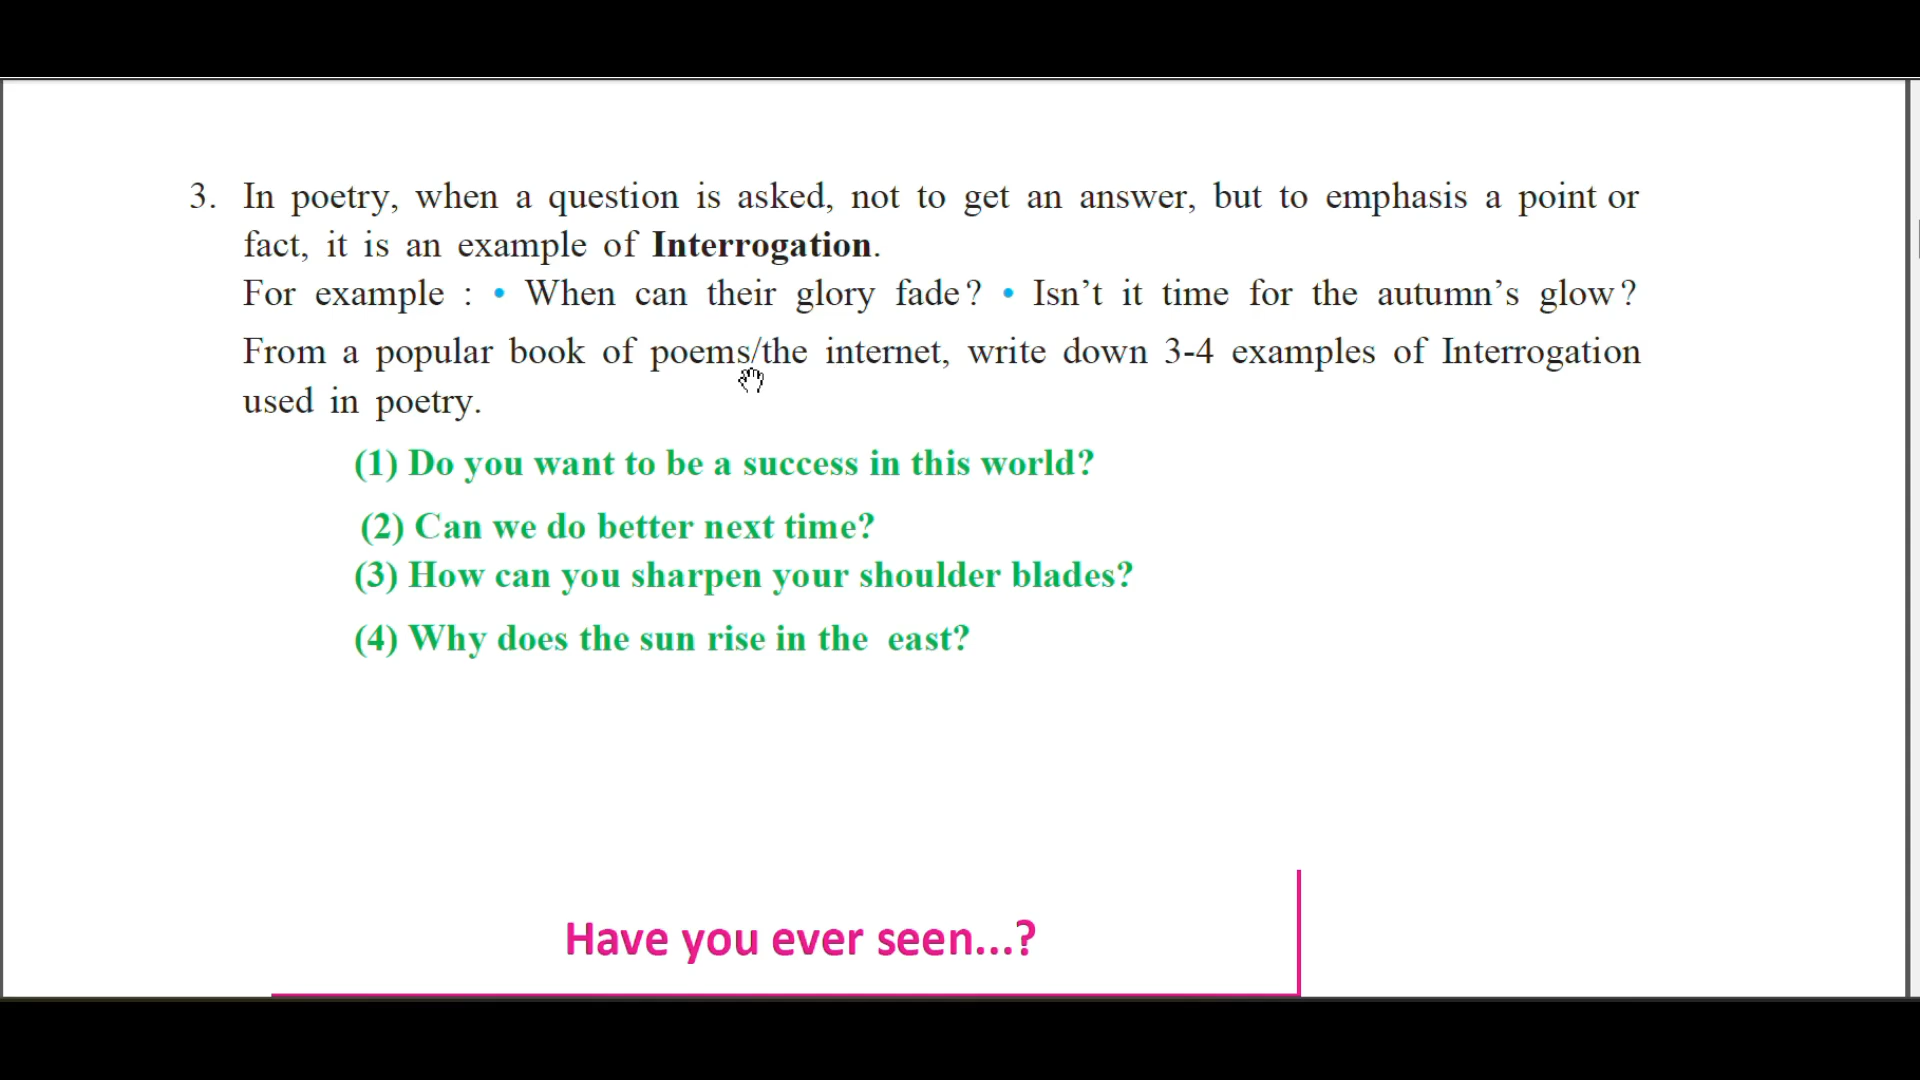 3. In poetry, when a question is asked, not to get an answer, but to emphasis a point or
fact, it is an example of Interrogation.
For example : • When can their glory fade? • Isn't it time for the autumn's glow?
From a popular book of poems/the internet, write down 3-4 examples of Interrogation
used in poetry.
(1) Do you want to be a success in this world?
(2) Can we do better next time?
(3) How can you sharpen your shoulder blades?
(4) Why does the sun rise in the east?
Have you ever seen...?